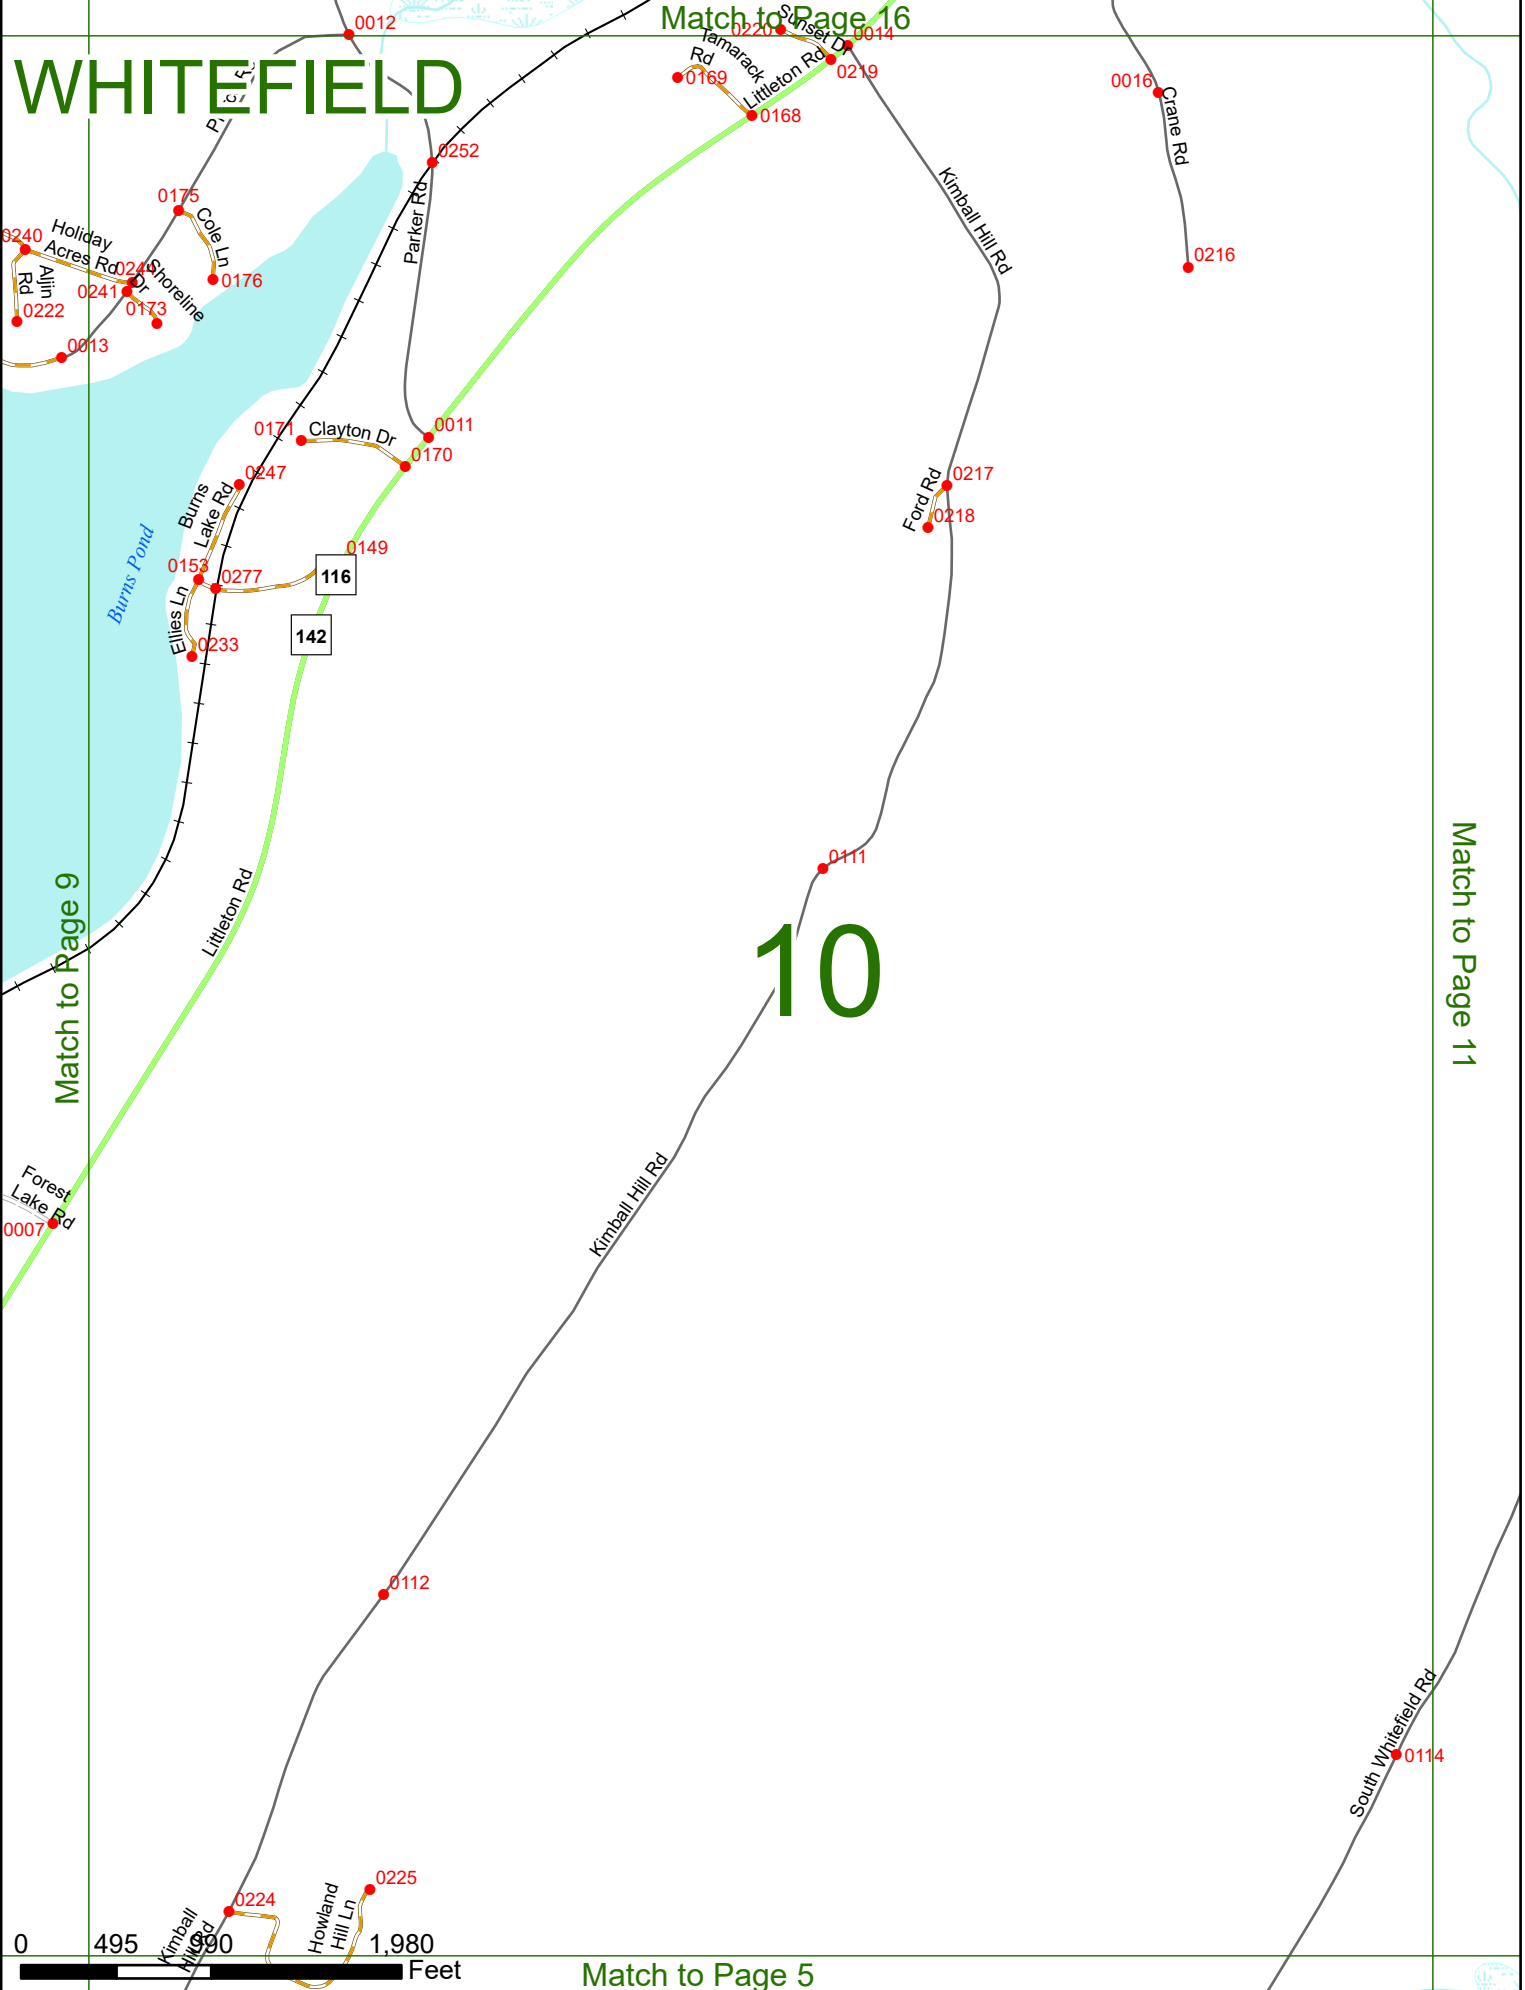 Match to Page 16
WHITEFIELD
0012
0220
Sunset Dr
0014
0219
Tamarack
Rd
0169
Littleton Rd
0168
0016
Crane Rd
0216
0252
Parker Rd
Kimball Hill Rd
0175
Cole Ln
0176
0240
Holiday
Acres Rd
0244
0241
Shoreline
Dr
0173
Aljin
Rd
0222
0013
0171
Clayton Dr
0011
0170
0247
Burns
Lake Rd
0149
116
0153
0277
142
Ellies Ln
0233
Burns Pond
Ford Rd
0217
0218
0111
Littleton Rd
10
Match to Page 9
Match to Page 11
Forest
Lake Rd
0007
Kimball Hill Rd
0112
South Whitefield Rd
0114
0225
0224
Howland
Hill Ln
Kimball
Hill Rd
0 495 990 1,980
Feet
Match to Page 5